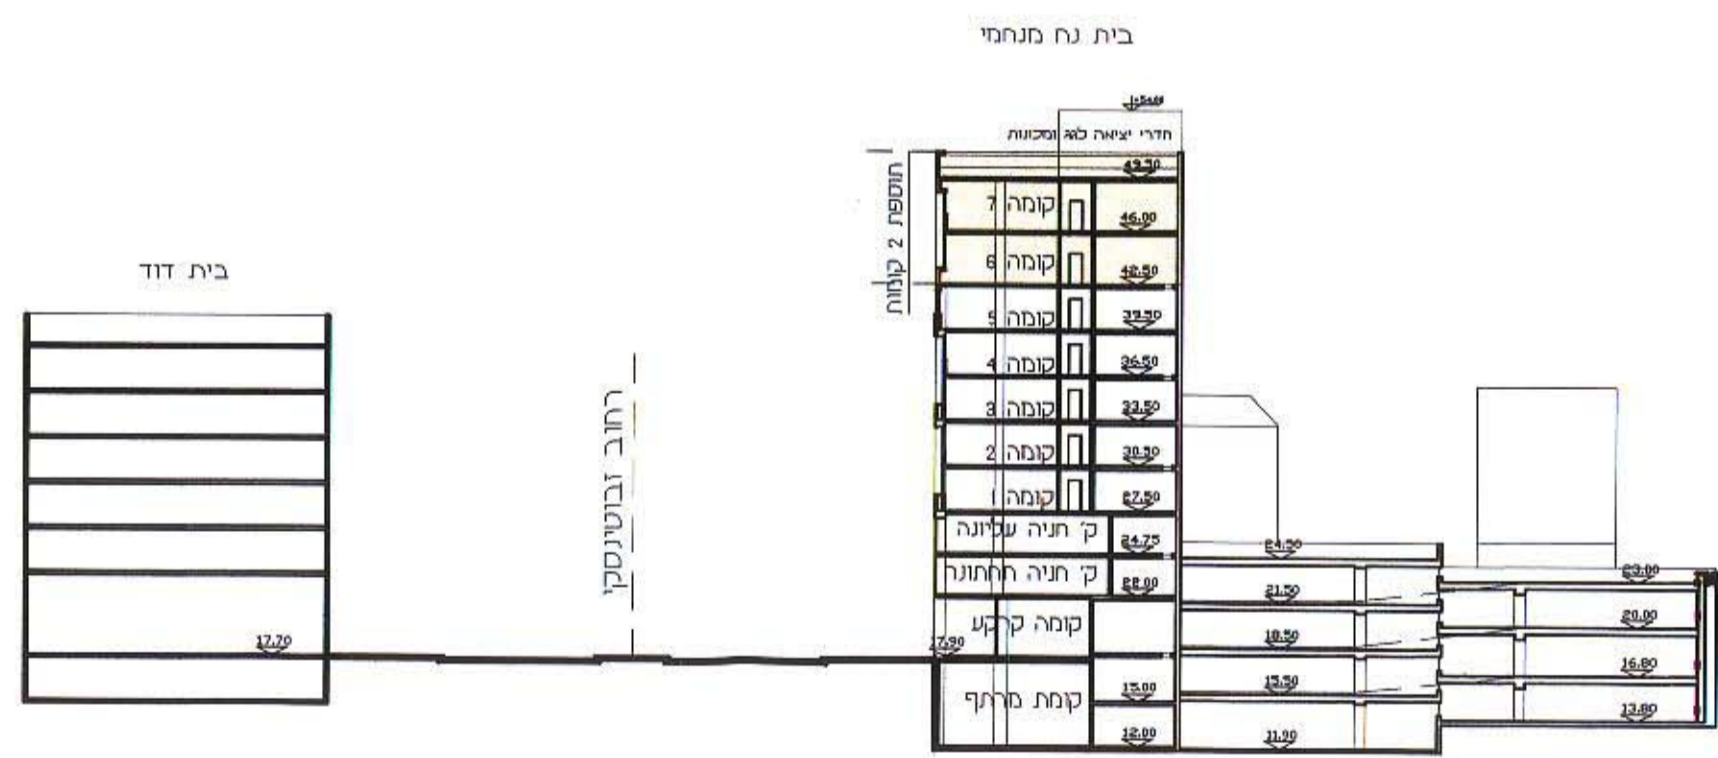 בית נח מנחמי
+54.00
חדרי יציאה לגג ומכונות
49.50
תוספת 2 קומות
קומה 7
46.00
קומה 6
42.50
בית דוד
קומה 5
39.50
קומה 4
36.50
קומה 3
33.50
קומה 2
30.50
קומה 1
27.50
רחוב זבוטינסקי
ק' חניה עליונה
24.75
24.50
ק' חניה תחתונה
22.00
21.50
23.00
קומה קרקע
20.00
17.70
17.90
18.50
קומת מרתף
15.00
15.50
16.80
12.00
11.90
13.80